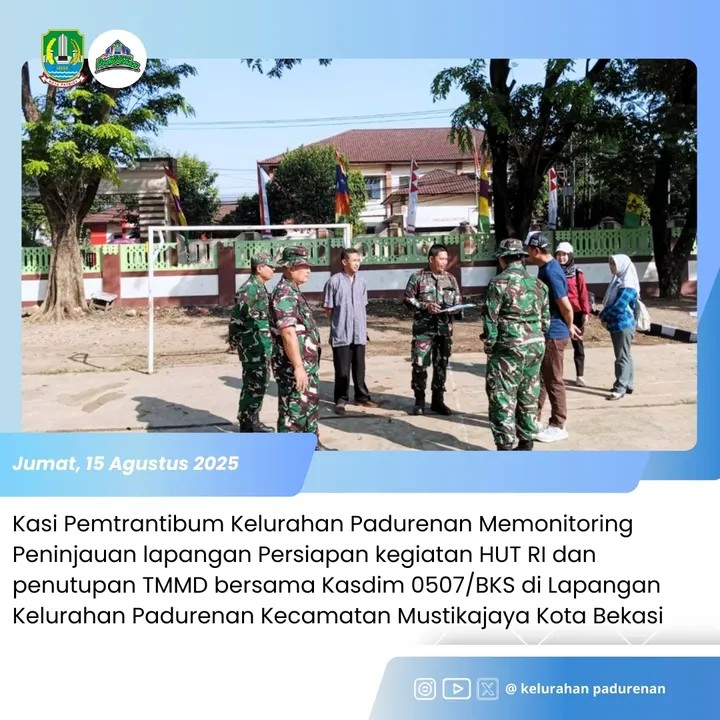 Jumat, 15 Agustus 2025
Kasi Pemtrantibum Kelurahan Padurenan Memonitoring
Peninjauan lapangan Persiapan kegiatan HUT RI dan
penutupan TMMD bersama Kasdim 0507/BKS di Lapangan
Kelurahan Padurenan Kecamatan Mustikajaya Kota Bekasi
@ kelurahan padurenan